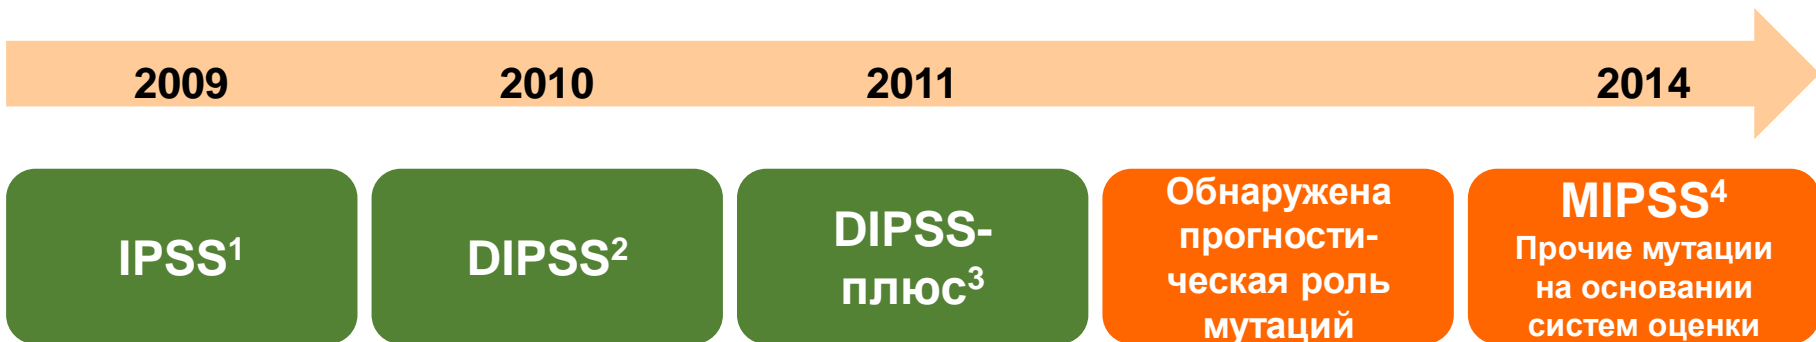 2009
2010
2011
2014
IPSS¹
DIPSS²
DIPSS-
плюс³
Обнаружена
прогности-
ческая роль
мутаций
MIPSS⁴
Прочие мутации
на основании
систем оценки